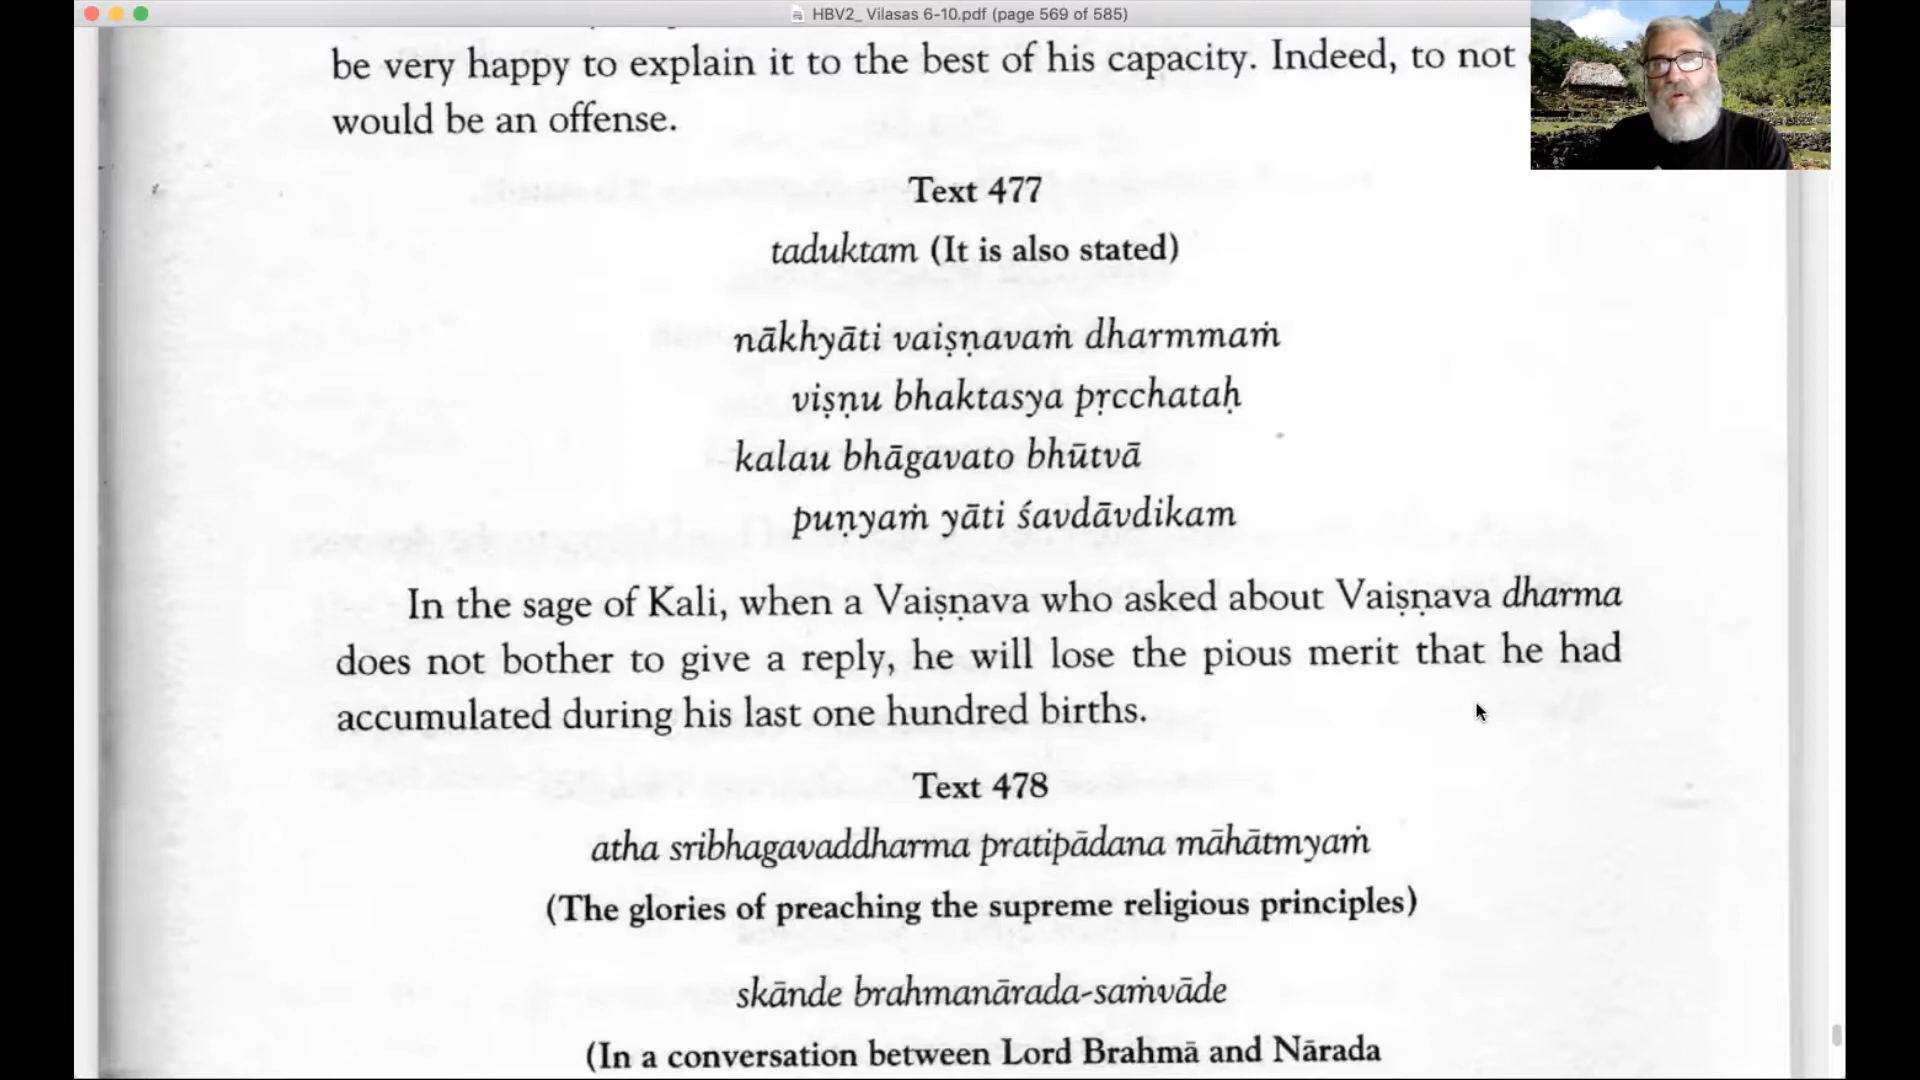 HBV2_ Vilasas 6-10.pdf (page 569 of 585)
be very happy to explain it to the best of his capacity. Indeed, to not
would be an offense.
Text 477
taduktam (It is also stated)
nākhyāti vaiṣṇavaṁ dharmmaṁ
viṣṇu bhaktasya pṛcchataḥ
kalau bhāgavato bhūtvā
puṇyaṁ yāti śavdāvdikam
In the sage of Kali, when a Vaiṣṇava who asked about Vaiṣṇava dharma
does not bother to give a reply, he will lose the pious merit that he had
accumulated during his last one hundred births.
Text 478
atha sribhagavaddharma pratipādana māhātmyaṁ
(The glories of preaching the supreme religious principles)
skānde brahmanārada-saṁvāde
(In a conversation between Lord Brahmā and Nārada